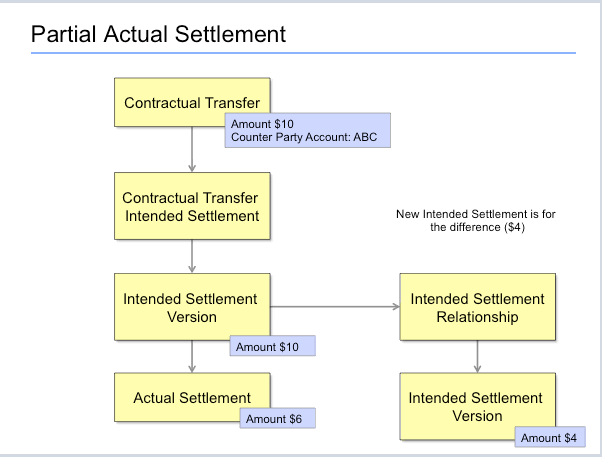 Partial Actual Settlement
Contractual Transfer
Amount $10
Counter Party Account: ABC
Contractual Transfer
Intended Settlement
New Intended Settlement is for
the difference ($4)
Intended Settlement
Version
Amount $10
Intended Settlement
Relationship
Actual Settlement
Amount $6
Intended Settlement
Version
Amount $4